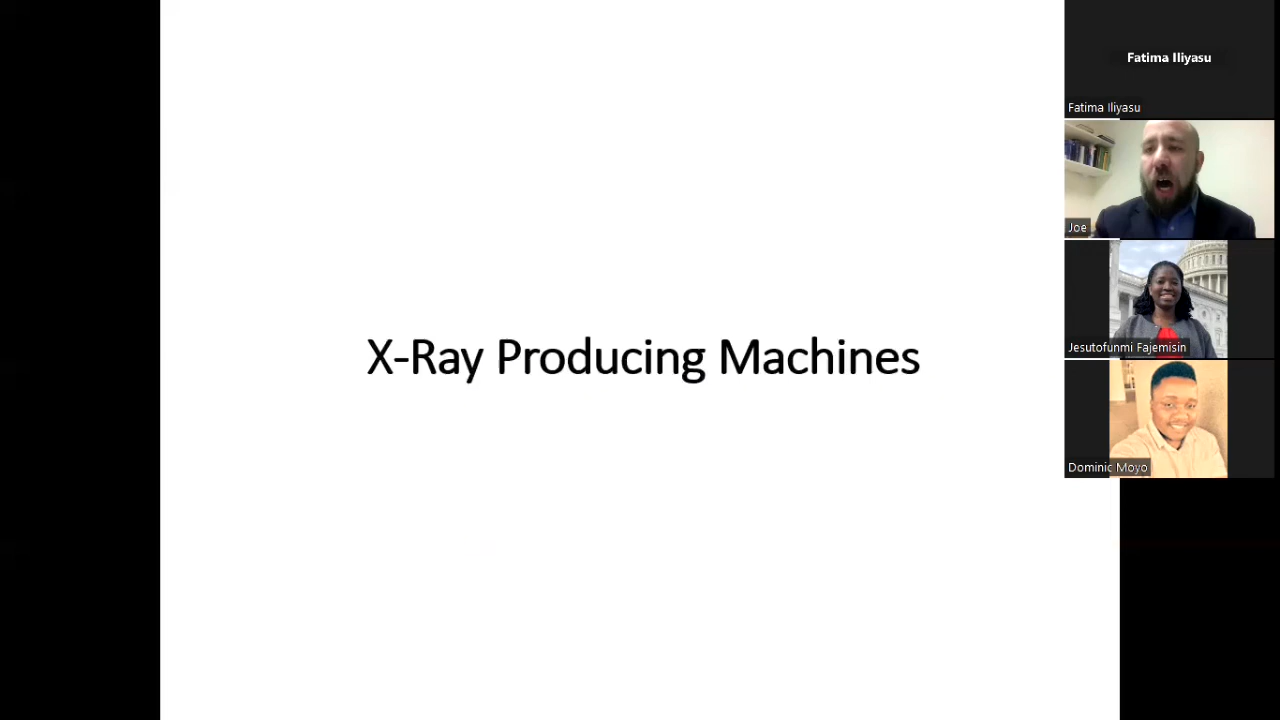 X-Ray Producing Machines
Fatima Iliyasu
Fatima Iliyasu
Joe
Jesutofunmi Fajemisin
Dominic Moyo